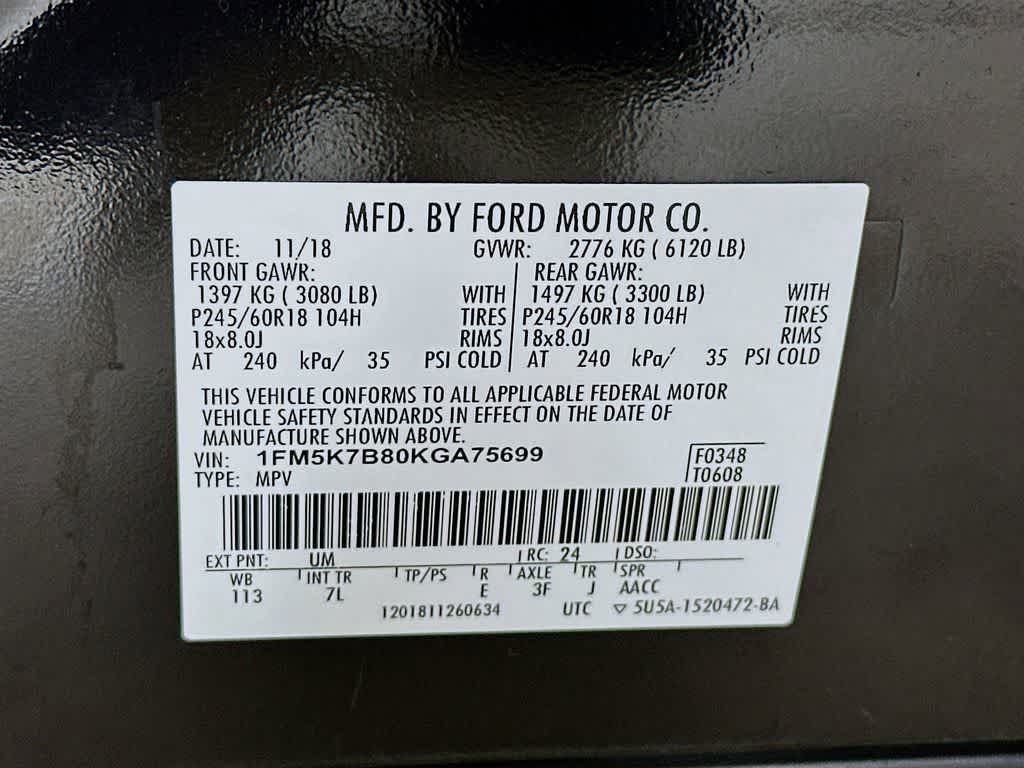 MFD. BY FORD MOTOR CO.
DATE: 11/18 GVWR: 2776 KG ( 6120 LB)
FRONT GAWR: REAR GAWR:
1397 KG ( 3080 LB) WITH 1497 KG ( 3300 LB) WITH
P245/60R18 104H TIRES P245/60R18 104H TIRES
18x8.0J RIMS 18x8.0J RIMS
AT 240 kPa/ 35 PSI COLD AT 240 kPa/ 35 PSI COLD
THIS VEHICLE CONFORMS TO ALL APPLICABLE FEDERAL MOTOR
VEHICLE SAFETY STANDARDS IN EFFECT ON THE DATE OF
MANUFACTURE SHOWN ABOVE.
VIN: 1FM5K7B80KGA75699 F0348
TYPE: MPV T0608
EXT PNT: UM RC: 24 DSO:
WB INT TR TP/PS R AXLE TR SPR
113 7L E 3F J AACC
1201811260634 UTC ▽ 5U5A-1520472-BA